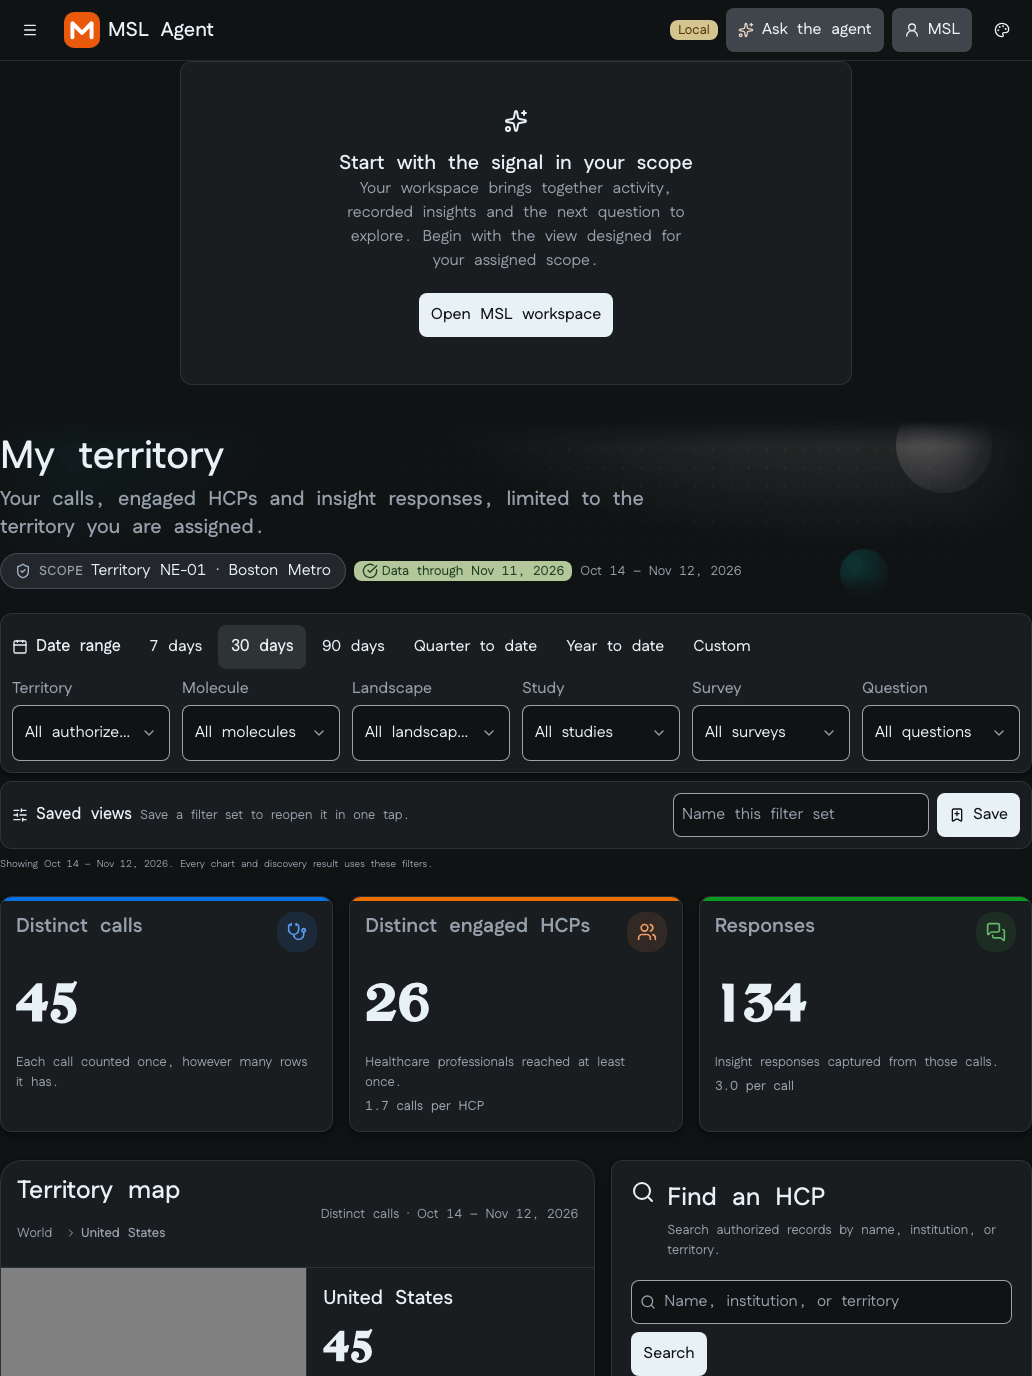 MSL Agent
Local
Ask the agent
MSL
Start with the signal in your scope
Your workspace brings together activity,
recorded insights and the next question to
explore. Begin with the view designed for
your assigned scope.
Open MSL workspace
My territory
Your calls, engaged HCPs and insight responses, limited to the
territory you are assigned.
SCOPE Territory NE-01 · Boston Metro
Data through Nov 11, 2026
Oct 14 – Nov 12, 2026
Date range
7 days
30 days
90 days
Quarter to date
Year to date
Custom
Territory
Molecule
Landscape
Study
Survey
Question
All authorize...
All molecules
All landscap...
All studies
All surveys
All questions
Saved views Save a filter set to reopen it in one tap.
Name this filter set
Save
Showing Oct 14 – Nov 12, 2026. Every chart and discovery result uses these filters.
Distinct calls
45
Each call counted once, however many rows
it has.
Distinct engaged HCPs
26
Healthcare professionals reached at least
once.
1.7 calls per HCP
Responses
134
Insight responses captured from those calls.
3.0 per call
Territory map
Distinct calls · Oct 14 – Nov 12, 2026
World > United States
United States
45
Find an HCP
Search authorized records by name, institution, or
territory.
Name, institution, or territory
Search